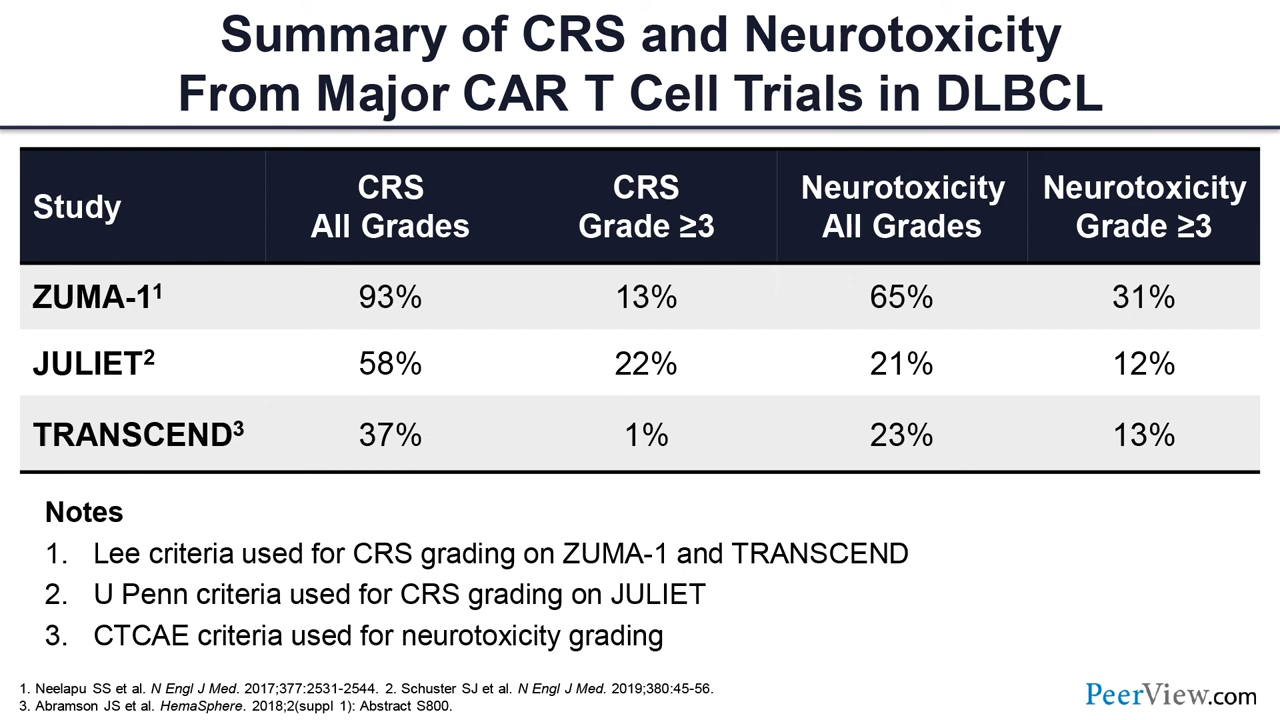 Summary of CRS and Neurotoxicity
From Major CAR T Cell Trials in DLBCL
Study
CRS
All Grades
CRS
Grade ≥3
Neurotoxicity
All Grades
Neurotoxicity
Grade ≥3
ZUMA-1¹ 93% 13% 65% 31%
JULIET² 58% 22% 21% 12%
TRANSCEND³ 37% 1% 23% 13%
Notes
1. Lee criteria used for CRS grading on ZUMA-1 and TRANSCEND
2. U Penn criteria used for CRS grading on JULIET
3. CTCAE criteria used for neurotoxicity grading
1. Neelapu SS et al. N Engl J Med. 2017;377:2531-2544. 2. Schuster SJ et al. N Engl J Med. 2019;380:45-56.
3. Abramson JS et al. HemaSphere. 2018;2(suppl 1): Abstract S800.
PeerView.com